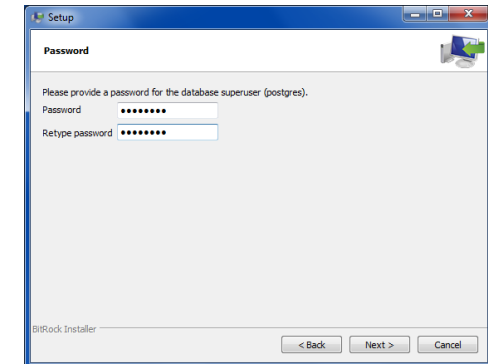 Setup
Password
Please provide a password for the database superuser (postgres).
Password ••••••••
Retype password ••••••••
BitRock Installer
< Back Next > Cancel